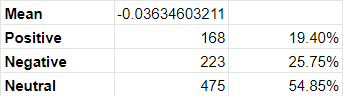 Mean -0.03634603211
Positive 168 19.40%
Negative 223 25.75%
Neutral 475 54.85%